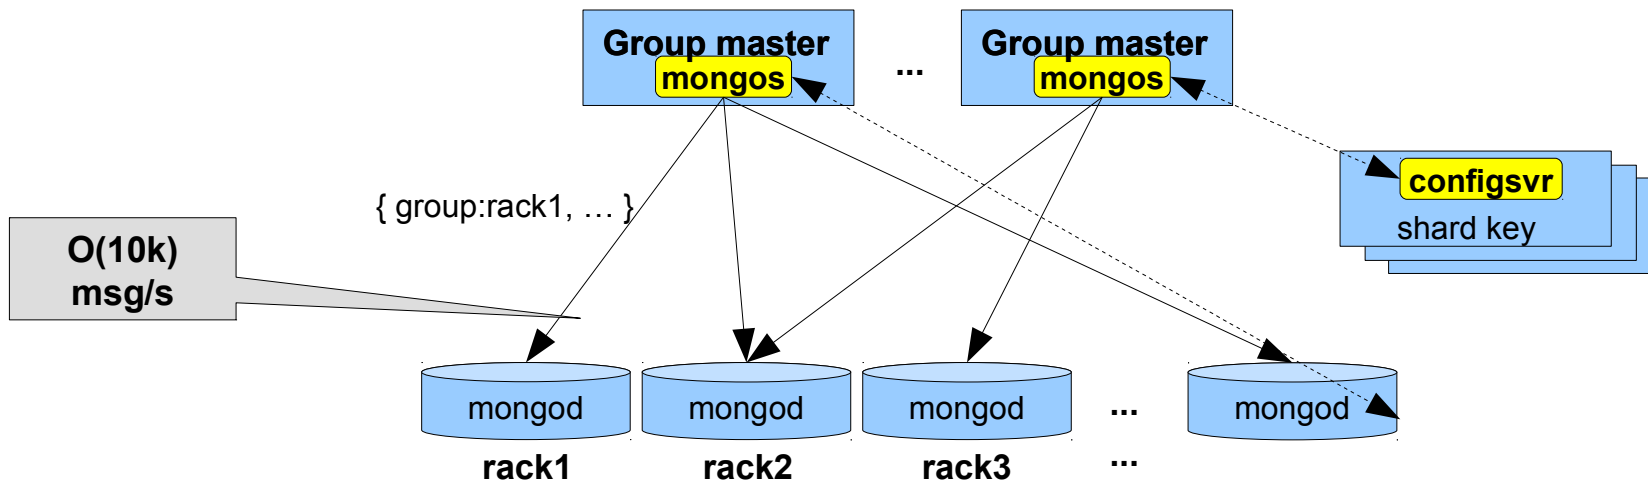 Group master
mongos
...
Group master
mongos
configsvr
shard key
{ group:rack1, … }
O(10k)
msg/s
mongod
mongod
mongod
...
mongod
rack1
rack2
rack3
...